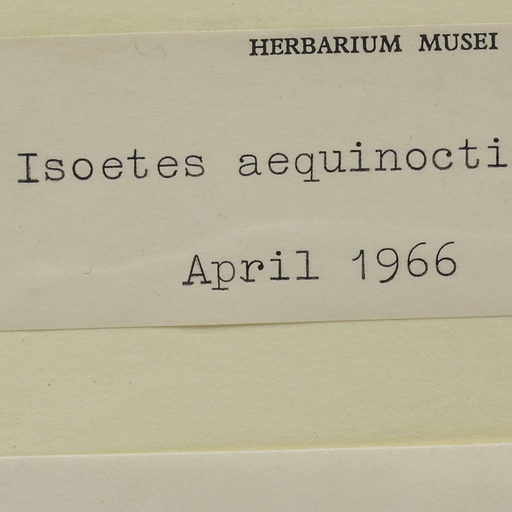 HERBARIUM MUSEI
Isoetes aequinocti
April 1966